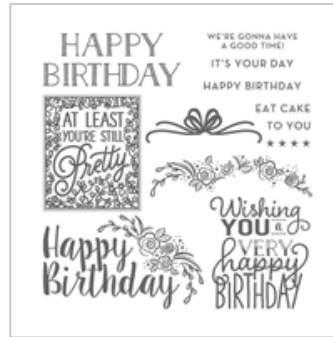 HAPPY
BIRTHDAY
WE'RE GONNA HAVE
A GOOD TIME!
IT'S YOUR DAY
HAPPY BIRTHDAY
EAT CAKE
TO YOU
AT LEAST
YOU'RE STILL
Pretty
Happy
Birthday
Wishing
YOU a
VERY
happy
BIRTHDAY